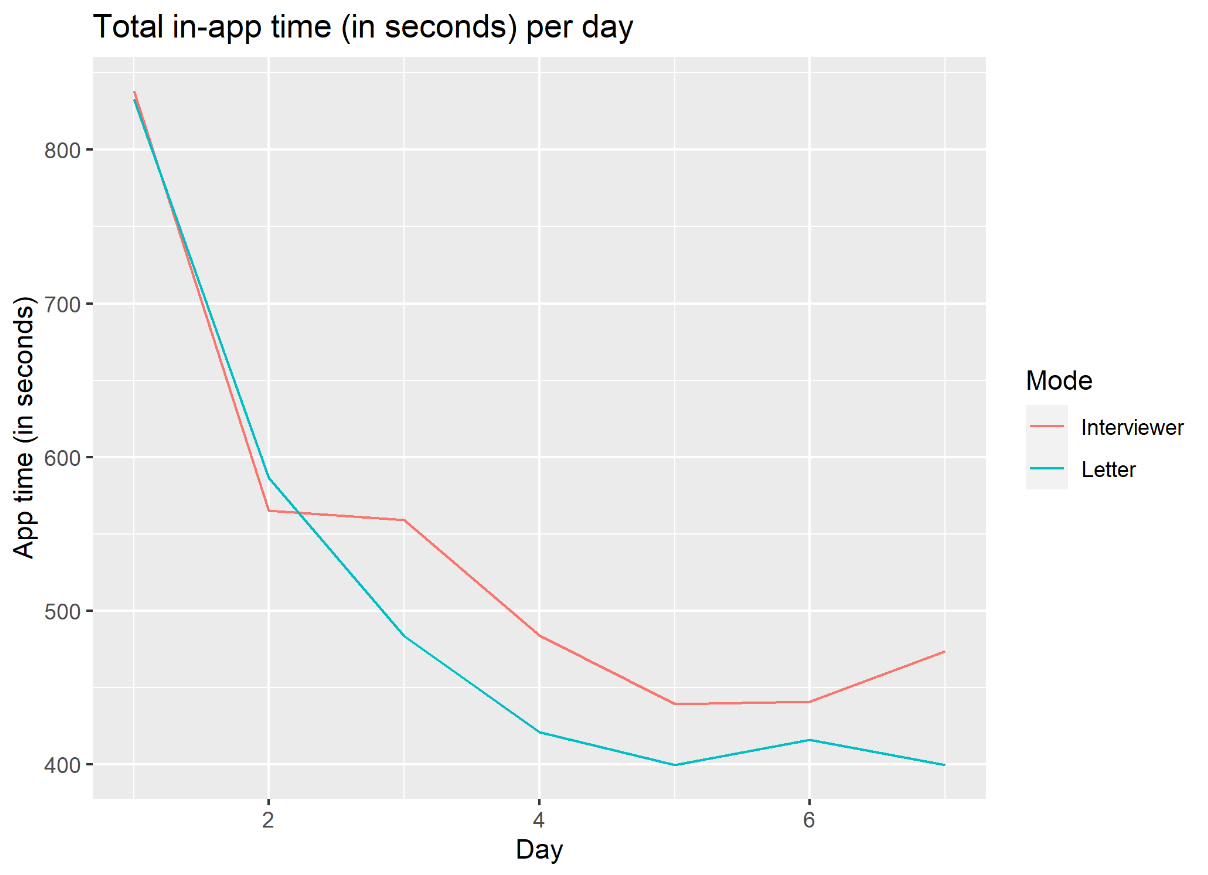 Total in-app time (in seconds) per day
App time (in seconds)
800
700
600
500
400
2 4 6
Day
Mode
Interviewer
Letter